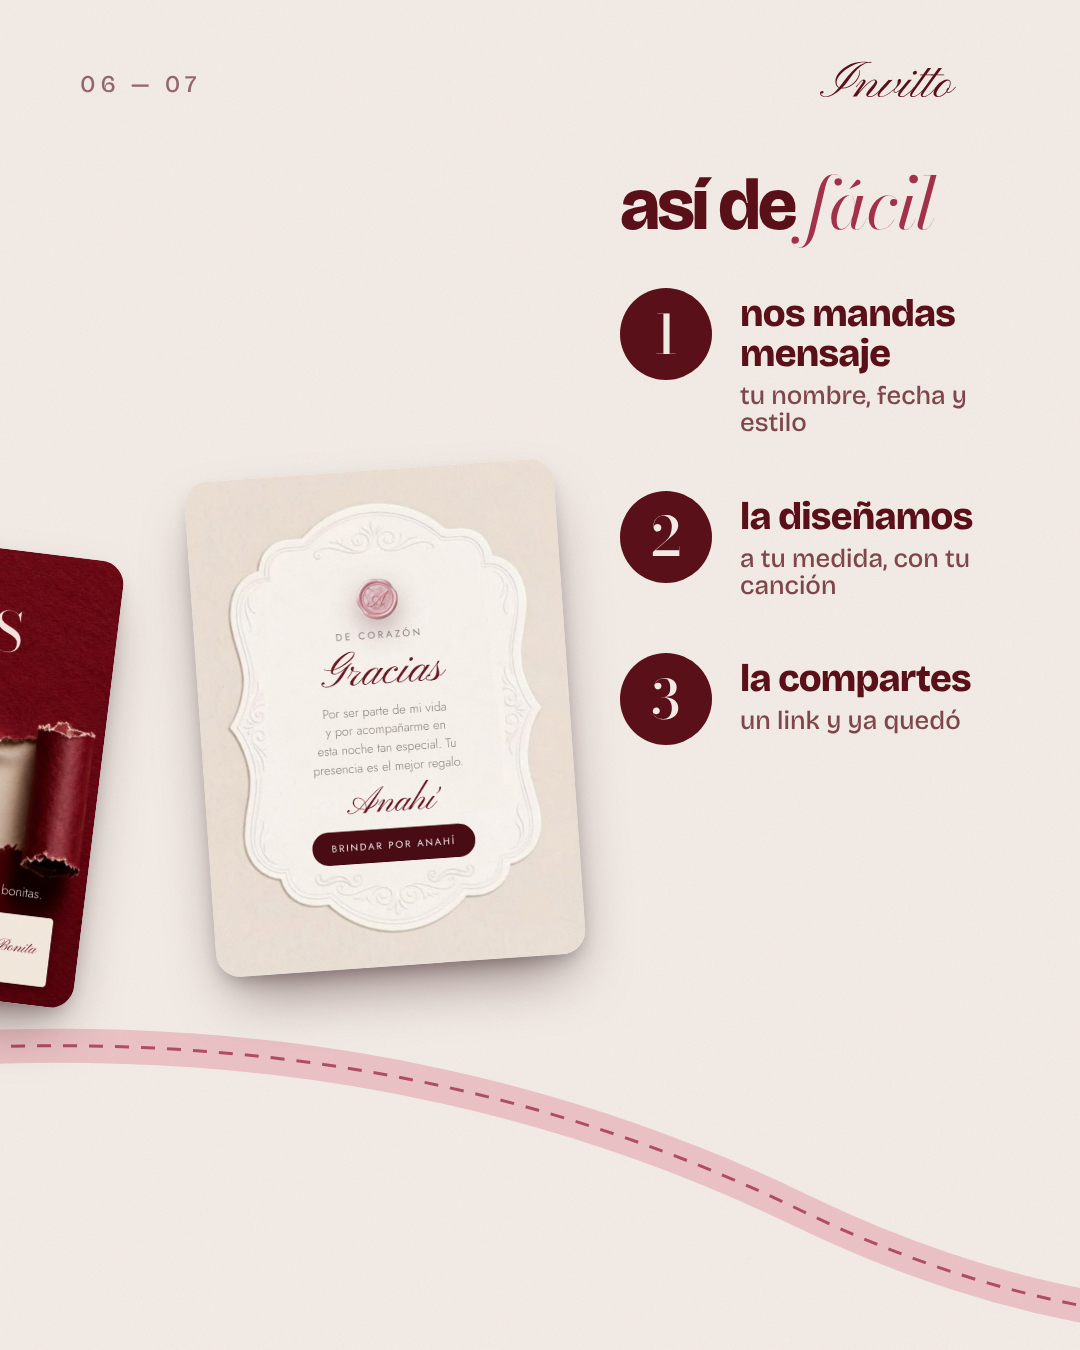 06 — 07
Invitto
así de fácil
1
nos mandas
mensaje
tu nombre, fecha y
estilo
2
la diseñamos
a tu medida, con tu
canción
3
la compartes
un link y ya quedó
S
bonitas.
Bonita
A
DE CORAZÓN
Gracias
Por ser parte de mi vida
y por acompañarme en
esta noche tan especial. Tu
presencia es el mejor regalo.
Anahí
BRINDAR POR ANAHÍ